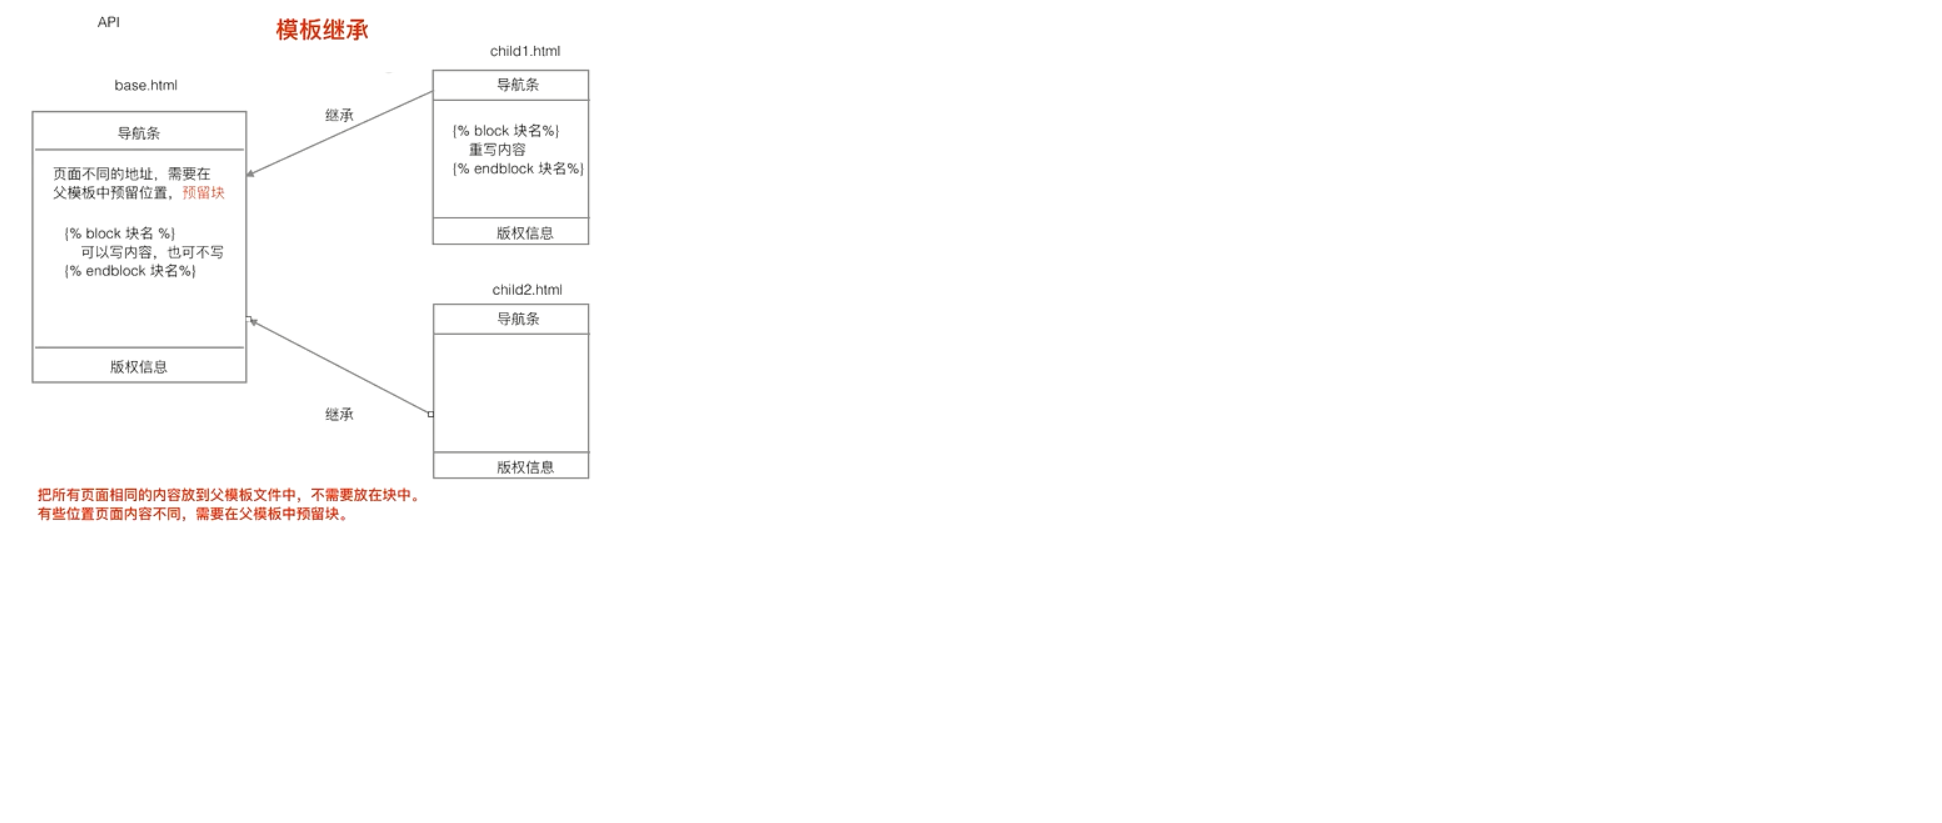 API
模板继承
base.html
导航条
页面不同的地址，需要在
父模板中预留位置，预留块
{% block 块名 %}
可以写内容，也可不写
{% endblock 块名%}
版权信息
继承
child1.html
导航条
{% block 块名%}
重写内容
{% endblock 块名%}
版权信息
继承
child2.html
导航条
版权信息
把所有页面相同的内容放到父模板文件中，不需要放在块中。
有些位置页面内容不同，需要在父模板中预留块。